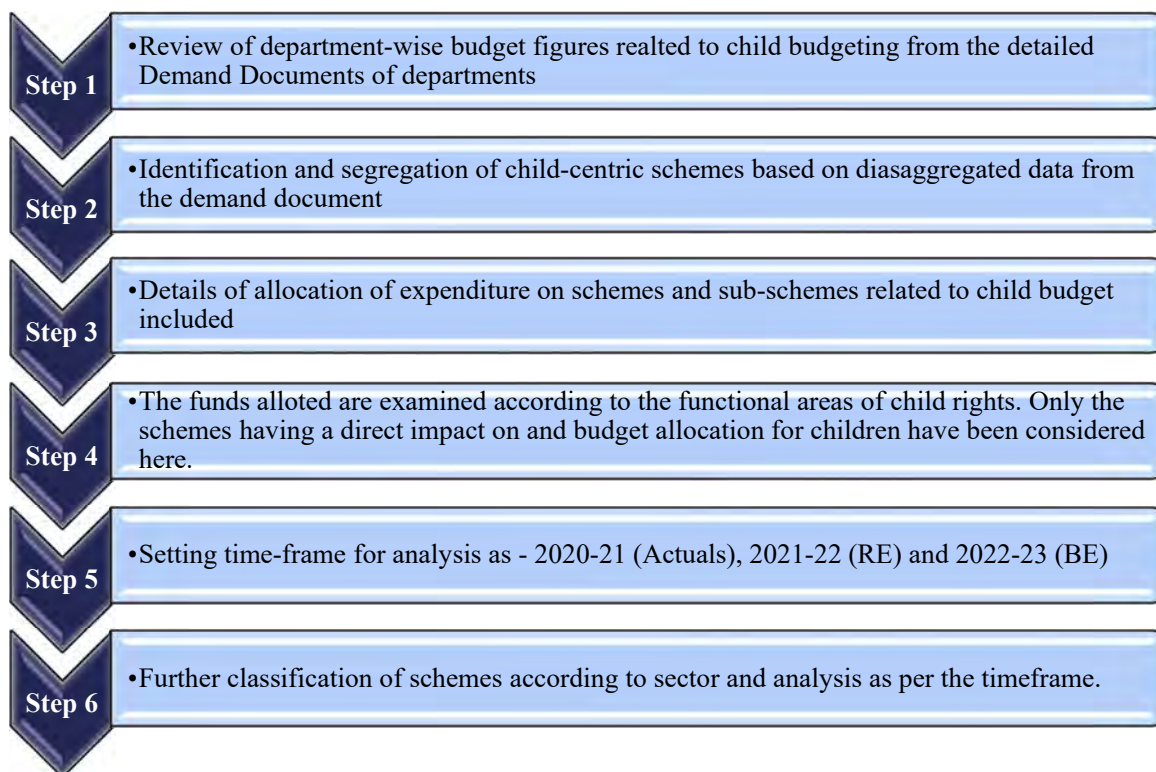 Step 1
•Review of department-wise budget figures realted to child budgeting from the detailed
Demand Documents of departments
Step 2
•Identification and segregation of child-centric schemes based on diasaggregated data from
the demand document
Step 3
•Details of allocation of expenditure on schemes and sub-schemes related to child budget
included
Step 4
•The funds alloted are examined according to the functional areas of child rights. Only the
schemes having a direct impact on and budget allocation for children have been considered
here.
Step 5
•Setting time-frame for analysis as - 2020-21 (Actuals), 2021-22 (RE) and 2022-23 (BE)
Step 6
•Further classification of schemes according to sector and analysis as per the timeframe.